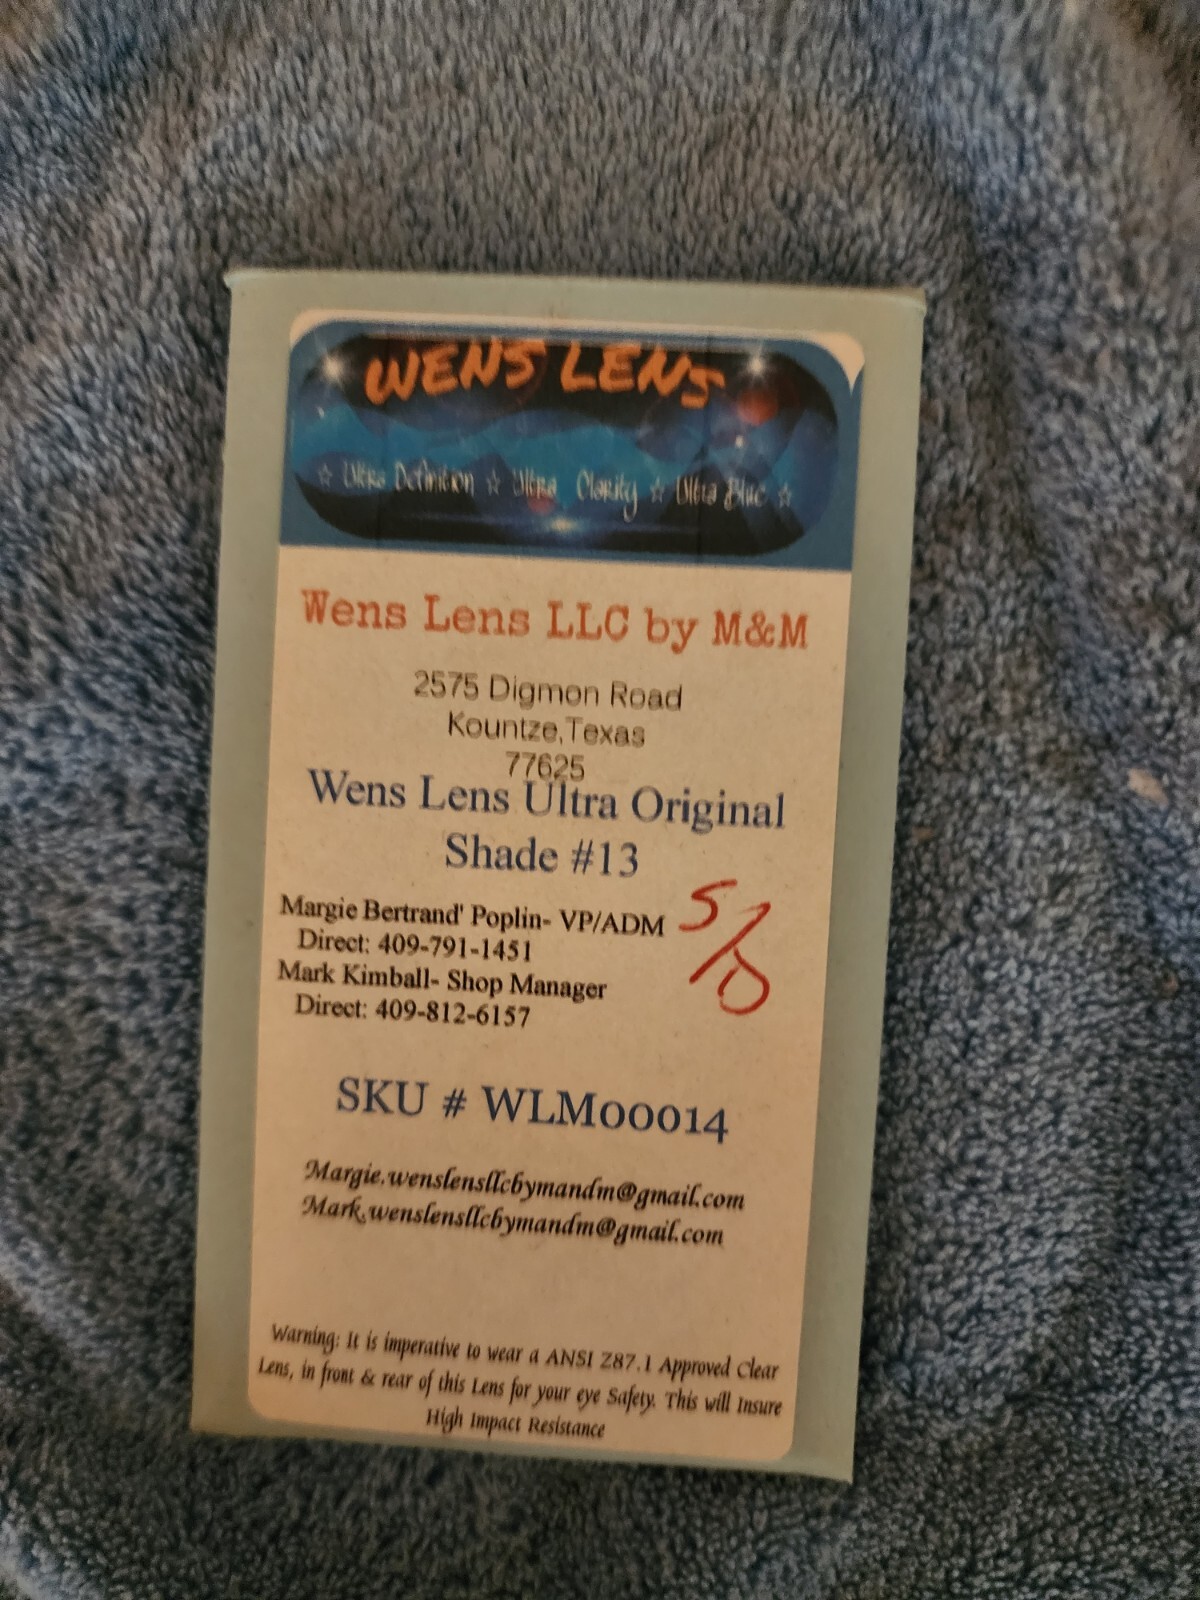 WENS LENS
☆ Ultra Definition ☆ Ultra Clarity ☆ Ultra Blue ☆
Wens Lens LLC by M&M
2575 Digmon Road
Kountze,Texas
77625
Wens Lens Ultra Original
Shade #13
Margie Bertrand' Poplin- VP/ADM
Direct: 409-791-1451
Mark Kimball- Shop Manager
Direct: 409-812-6157
S/D
SKU # WLM00014
Margie.wenslensllcbymandm@gmail.com
Mark.wenslensllcbymandm@gmail.com
Warning: It is imperative to wear a ANSI Z87.1 Approved Clear
Lens, in front & rear of this Lens for your eye Safety. This will Insure
High Impact Resistance